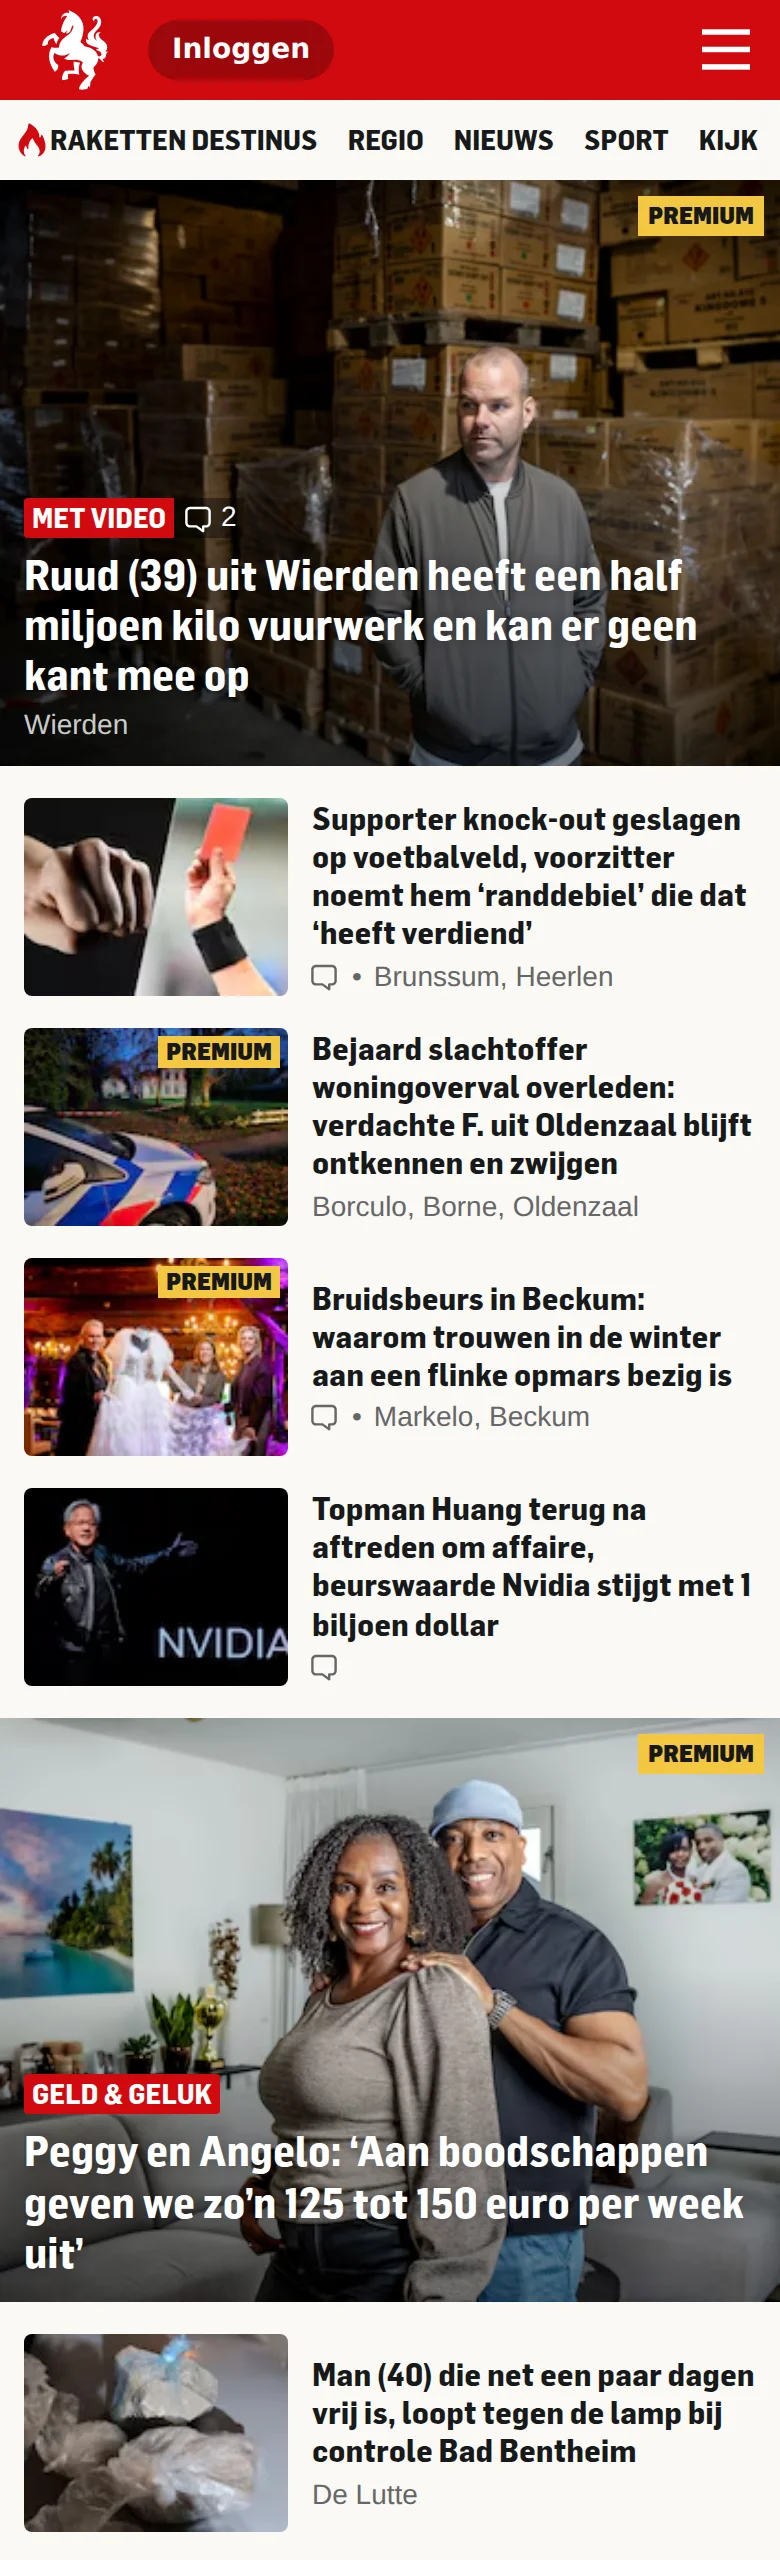 Inloggen
RAKETTEN DESTINUS REGIO NIEUWS SPORT KIJK
PREMIUM
MET VIDEO 2
Ruud (39) uit Wierden heeft een half
miljoen kilo vuurwerk en kan er geen
kant mee op
Wierden
Supporter knock-out geslagen
op voetbalveld, voorzitter
noemt hem ‘randdebiel’ die dat
‘heeft verdiend’
• Brunssum, Heerlen
PREMIUM
Bejaard slachtoffer
woningoverval overleden:
verdachte F. uit Oldenzaal blijft
ontkennen en zwijgen
Borculo, Borne, Oldenzaal
PREMIUM
Bruidsbeurs in Beckum:
waarom trouwen in de winter
aan een flinke opmars bezig is
• Markelo, Beckum
NVIDIA
Topman Huang terug na
aftreden om affaire,
beurswaarde Nvidia stijgt met 1
biljoen dollar
PREMIUM
GELD & GELUK
Peggy en Angelo: ‘Aan boodschappen
geven we zo’n 125 tot 150 euro per week
uit’
Man (40) die net een paar dagen
vrij is, loopt tegen de lamp bij
controle Bad Bentheim
De Lutte